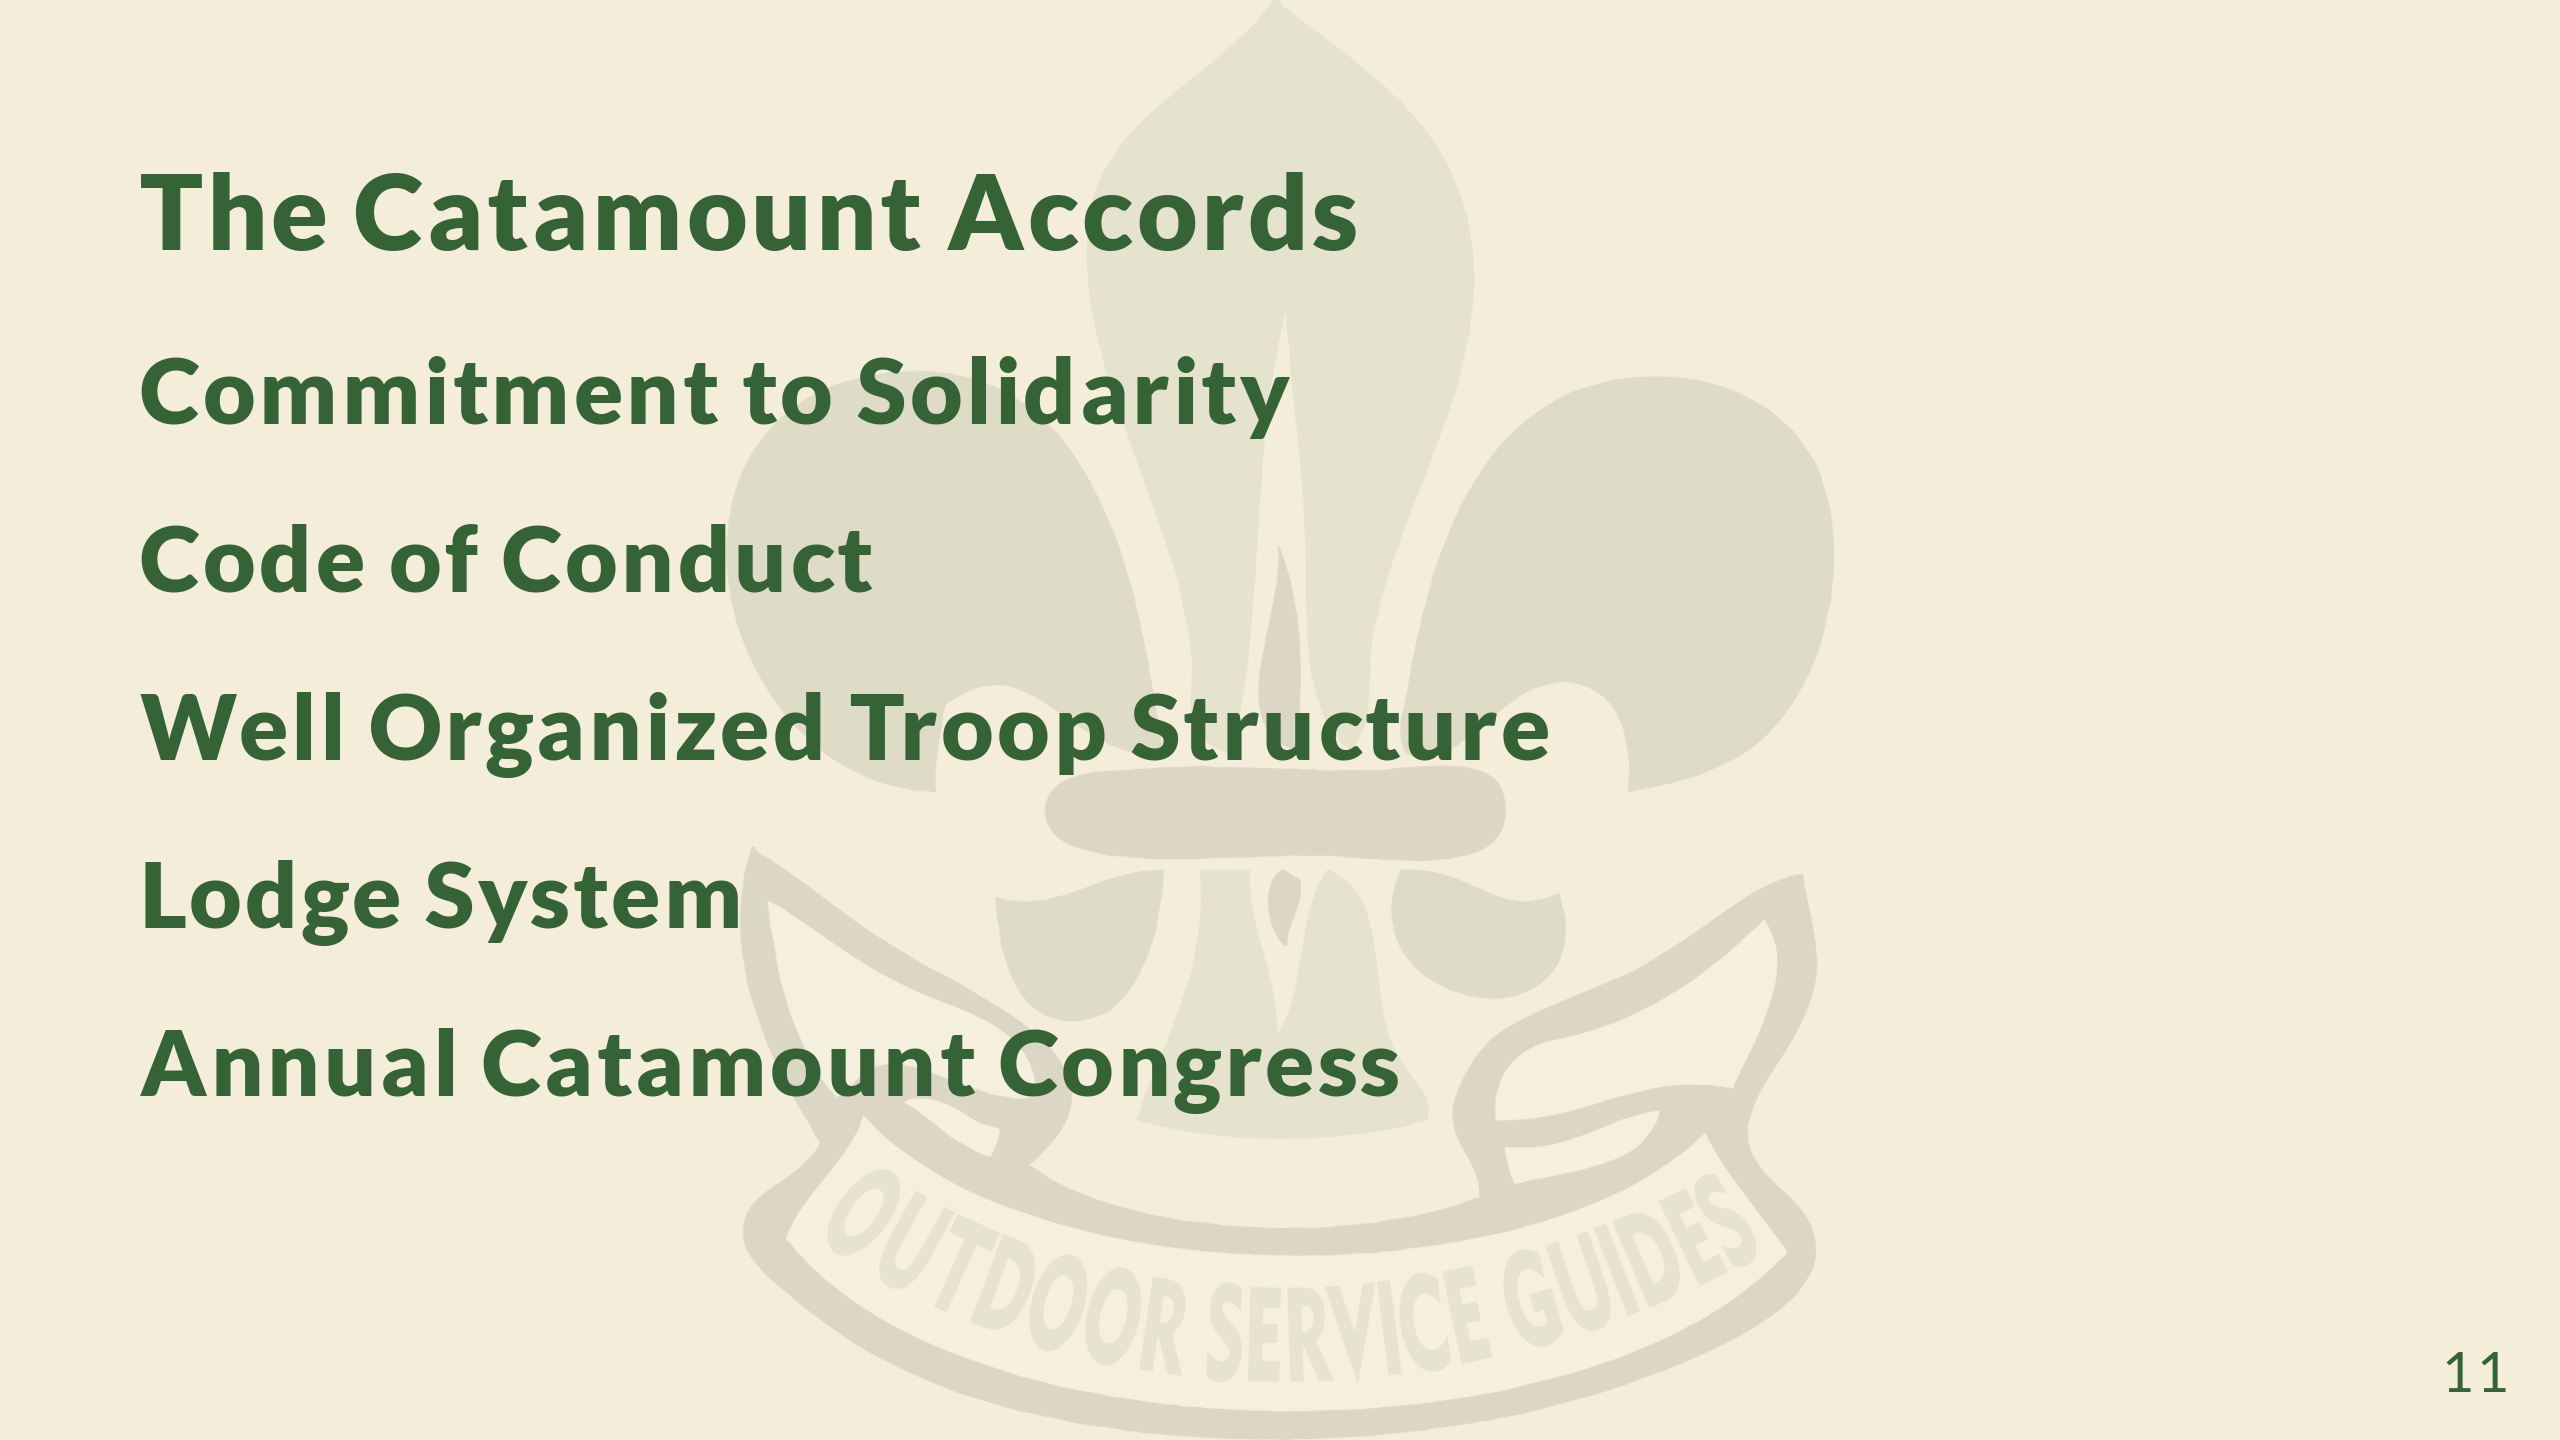 The Catamount Accords
Commitment to Solidarity
Code of Conduct
Well Organized Troop Structure
Lodge System
Annual Catamount Congress
OUTDOOR SERVICE GUIDES
11